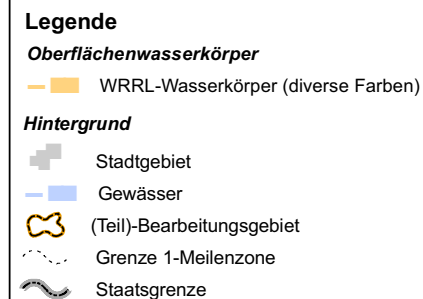 Legende
Oberflächenwasserkörper
WRRL-Wasserkörper (diverse Farben)
Hintergrund
Stadtgebiet
Gewässer
(Teil)-Bearbeitungsgebiet
Grenze 1-Meilenzone
Staatsgrenze